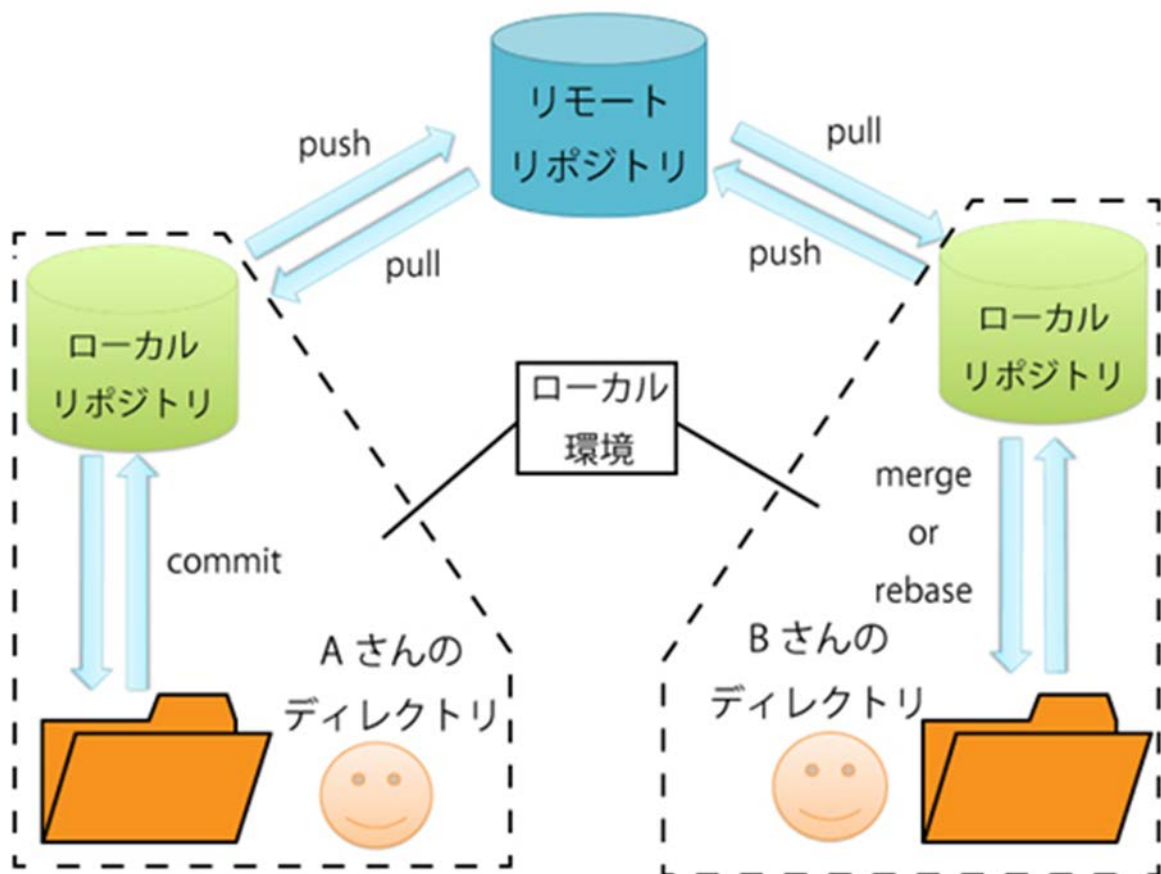 リモート
リポジトリ
push
pull
pull
push
ローカル
リポジトリ
ローカル
リポジトリ
ローカル
環境
commit
merge
or
rebase
A さんの
ディレクトリ
B さんの
ディレクトリ